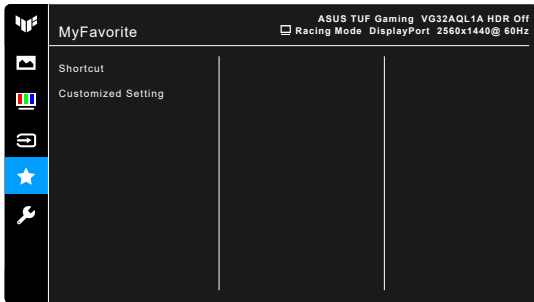 MyFavorite
ASUS TUF Gaming VG32AQL1A HDR Off
Racing Mode DisplayPort 2560x1440@ 60Hz
Shortcut
Customized Setting